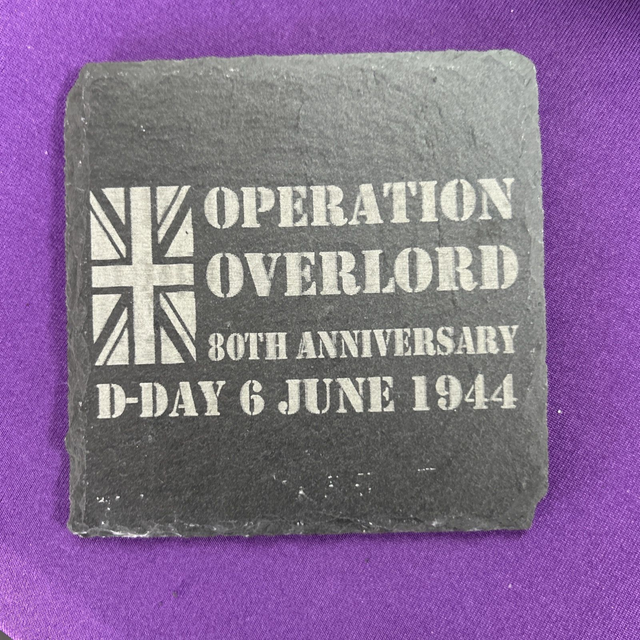 OPERATION
OVERLORD
80TH ANNIVERSARY
D-DAY 6 JUNE 1944